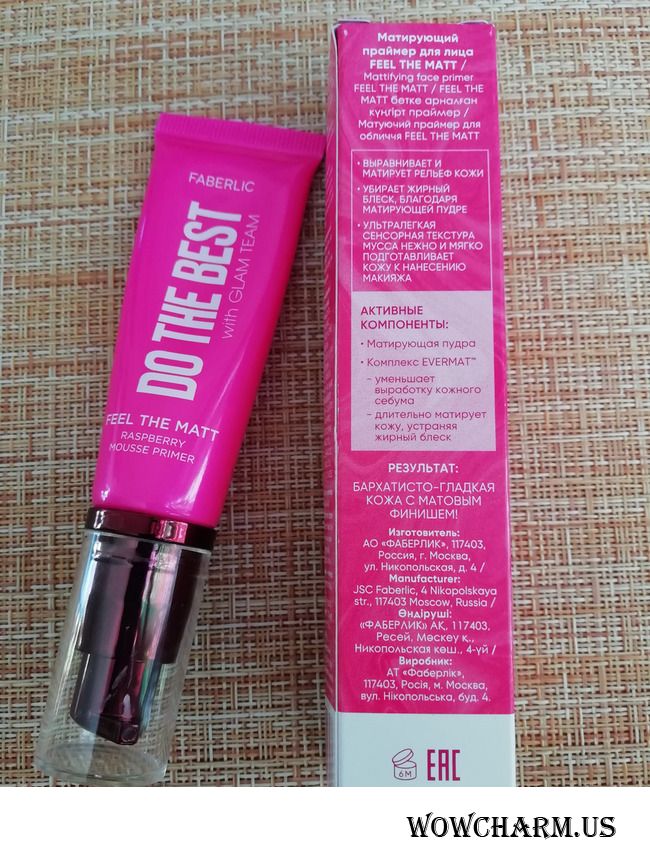 FABERLIC
DO THE BEST
with GLAM TEAM
FEEL THE MATT
RASPBERRY
MOUSSE PRIMER
Матирующий
праймер для лица
FEEL THE MATT /
Mattifying face primer
FEEL THE MATT / FEEL THE
MATT бетке арналған
күңгірт праймер /
Матуючий праймер для
обличчя FEEL THE MATT
• ВЫРАВНИВАЕТ И
МАТИРУЕТ РЕЛЬЕФ КОЖИ
• УБИРАЕТ ЖИРНЫЙ
БЛЕСК, БЛАГОДАРЯ
МАТИРУЮЩЕЙ ПУДРЕ
• УЛЬТРАЛЕГКАЯ
СЕНСОРНАЯ ТЕКСТУРА
МУССА НЕЖНО И МЯГКО
ПОДГОТАВЛИВАЕТ
КОЖУ К НАНЕСЕНИЮ
МАКИЯЖА
АКТИВНЫЕ
КОМПОНЕНТЫ:
• Матирующая пудра
• Комплекс EVERMAT™
– уменьшает
выработку кожного
себума
– длительно матирует
кожу, устраняя
жирный блеск
РЕЗУЛЬТАТ:
БАРХАТИСТО-ГЛАДКАЯ
КОЖА С МАТОВЫМ
ФИНИШЕМ!
Изготовитель:
АО «ФАБЕРЛИК», 117403,
Россия, г. Москва,
ул. Никопольская, д. 4 /
Manufacturer:
JSC Faberlic, 4 Nikopolskaya
str., 117403 Moscow, Russia /
Өндіруші:
«ФАБЕРЛИК» АҚ, 117403,
Ресей, Мәскеу қ.,
Никопольская көш., 4-үй /
Виробник:
АТ «Фаберлік»,
117403, Росія, м. Москва,
вул. Нікопольська, буд. 4.
6M
EAC
WOWCHARM.US